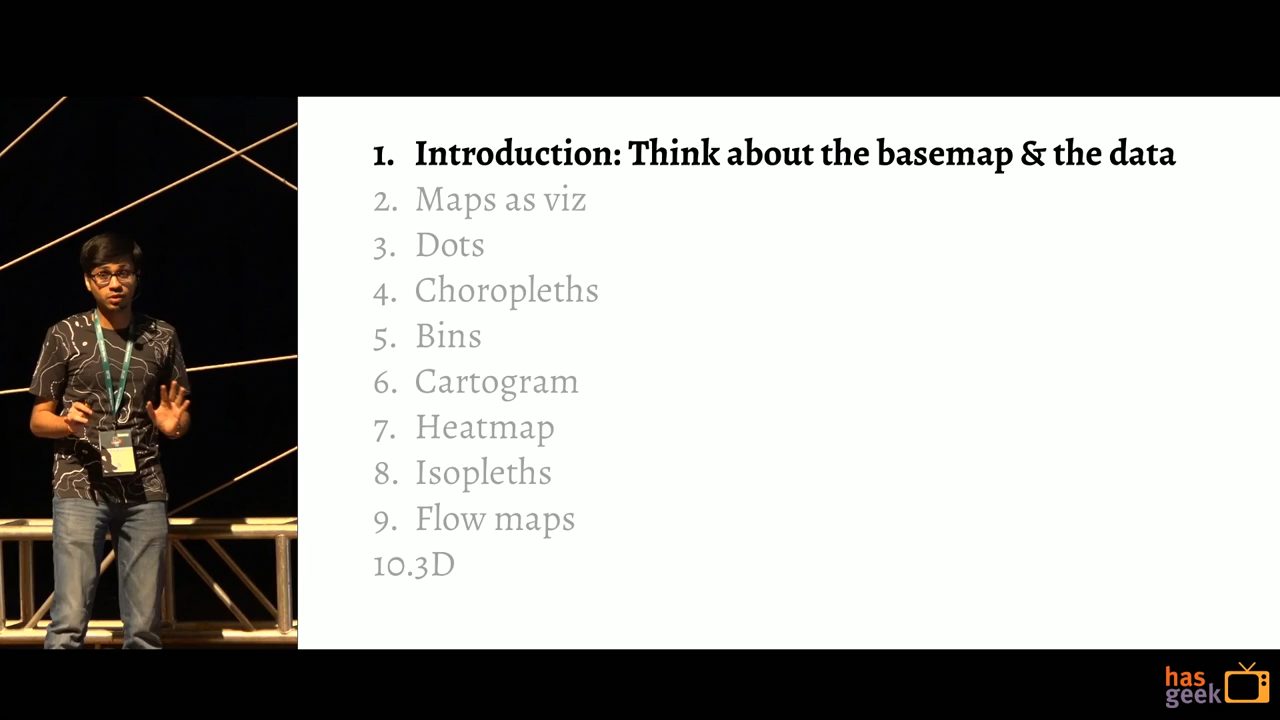 1. Introduction: Think about the basemap & the data
2. Maps as viz
3. Dots
4. Choropleths
5. Bins
6. Cartogram
7. Heatmap
8. Isopleths
9. Flow maps
10.3D
has
geek